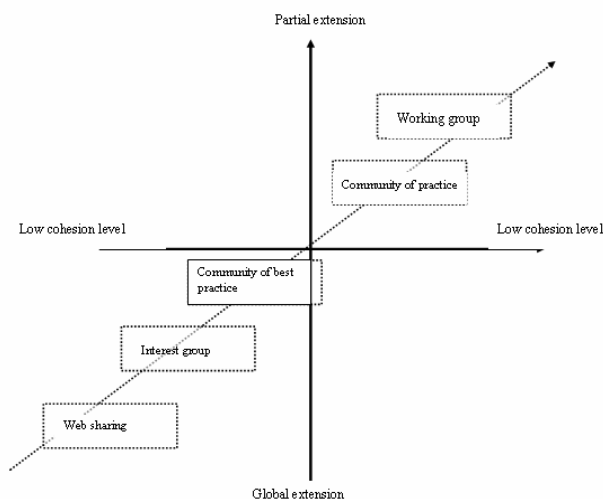 Partial extension
Working group
Community of practice
Low cohesion level
Low cohesion level
Community of best
practice
Interest group
Web sharing
Global extension